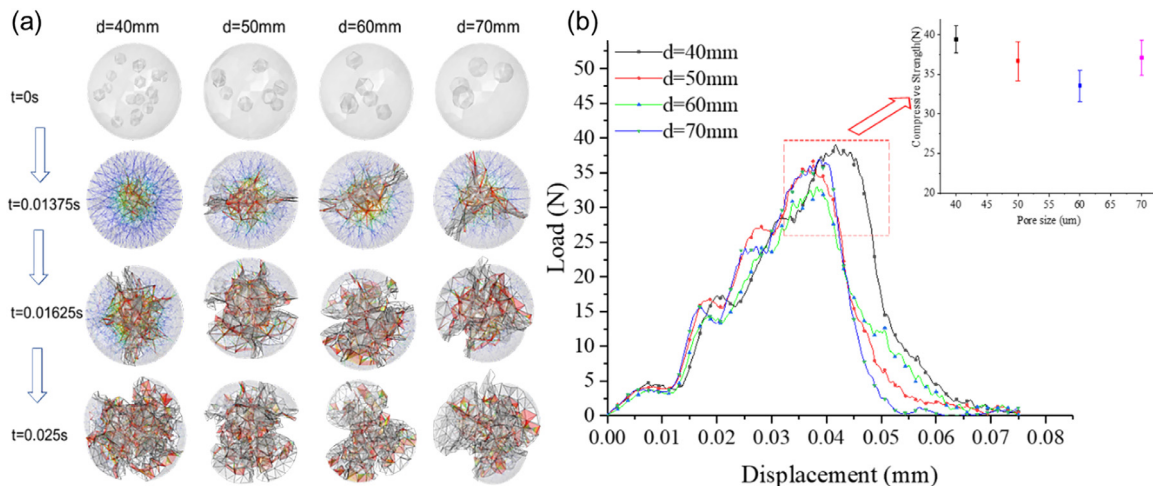 (a)
d=40mm d=50mm d=60mm d=70mm
t=0s
t=0.01375s
t=0.01625s
t=0.025s
(b)
d=40mm
d=50mm
d=60mm
d=70mm
Load (N)
50
45
40
35
30
25
20
15
10
5
0
0.00 0.01 0.02 0.03 0.04 0.05 0.06 0.07 0.08
Displacement (mm)
Compressive Strength(N)
40
35
30
25
20
40 45 50 55 60 65 70
Pore size (um)